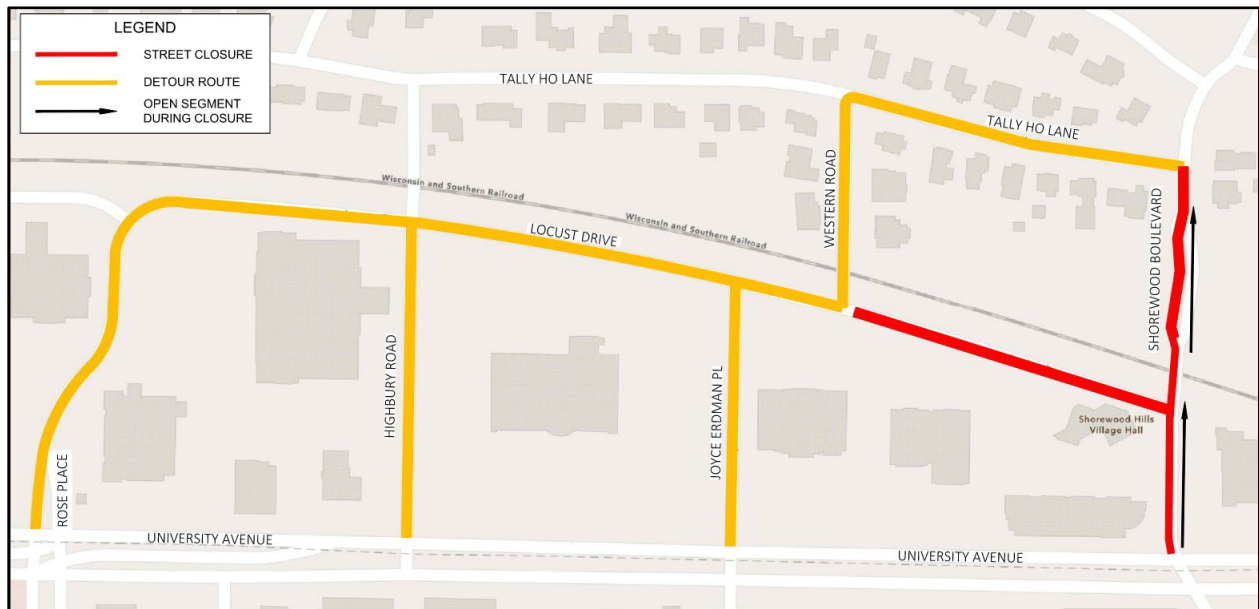 LEGEND
STREET CLOSURE
DETOUR ROUTE
OPEN SEGMENT
DURING CLOSURE
TALLY HO LANE
TALLY HO LANE
Wisconsin and Southern Railroad
Wisconsin and Southern Railroad
LOCUST DRIVE
WESTERN ROAD
SHOREWOOD BOULEVARD
HIGHBURY ROAD
JOYCE ERDMAN PL
Shorewood Hills
Village Hall
ROSE PLACE
UNIVERSITY AVENUE
UNIVERSITY AVENUE